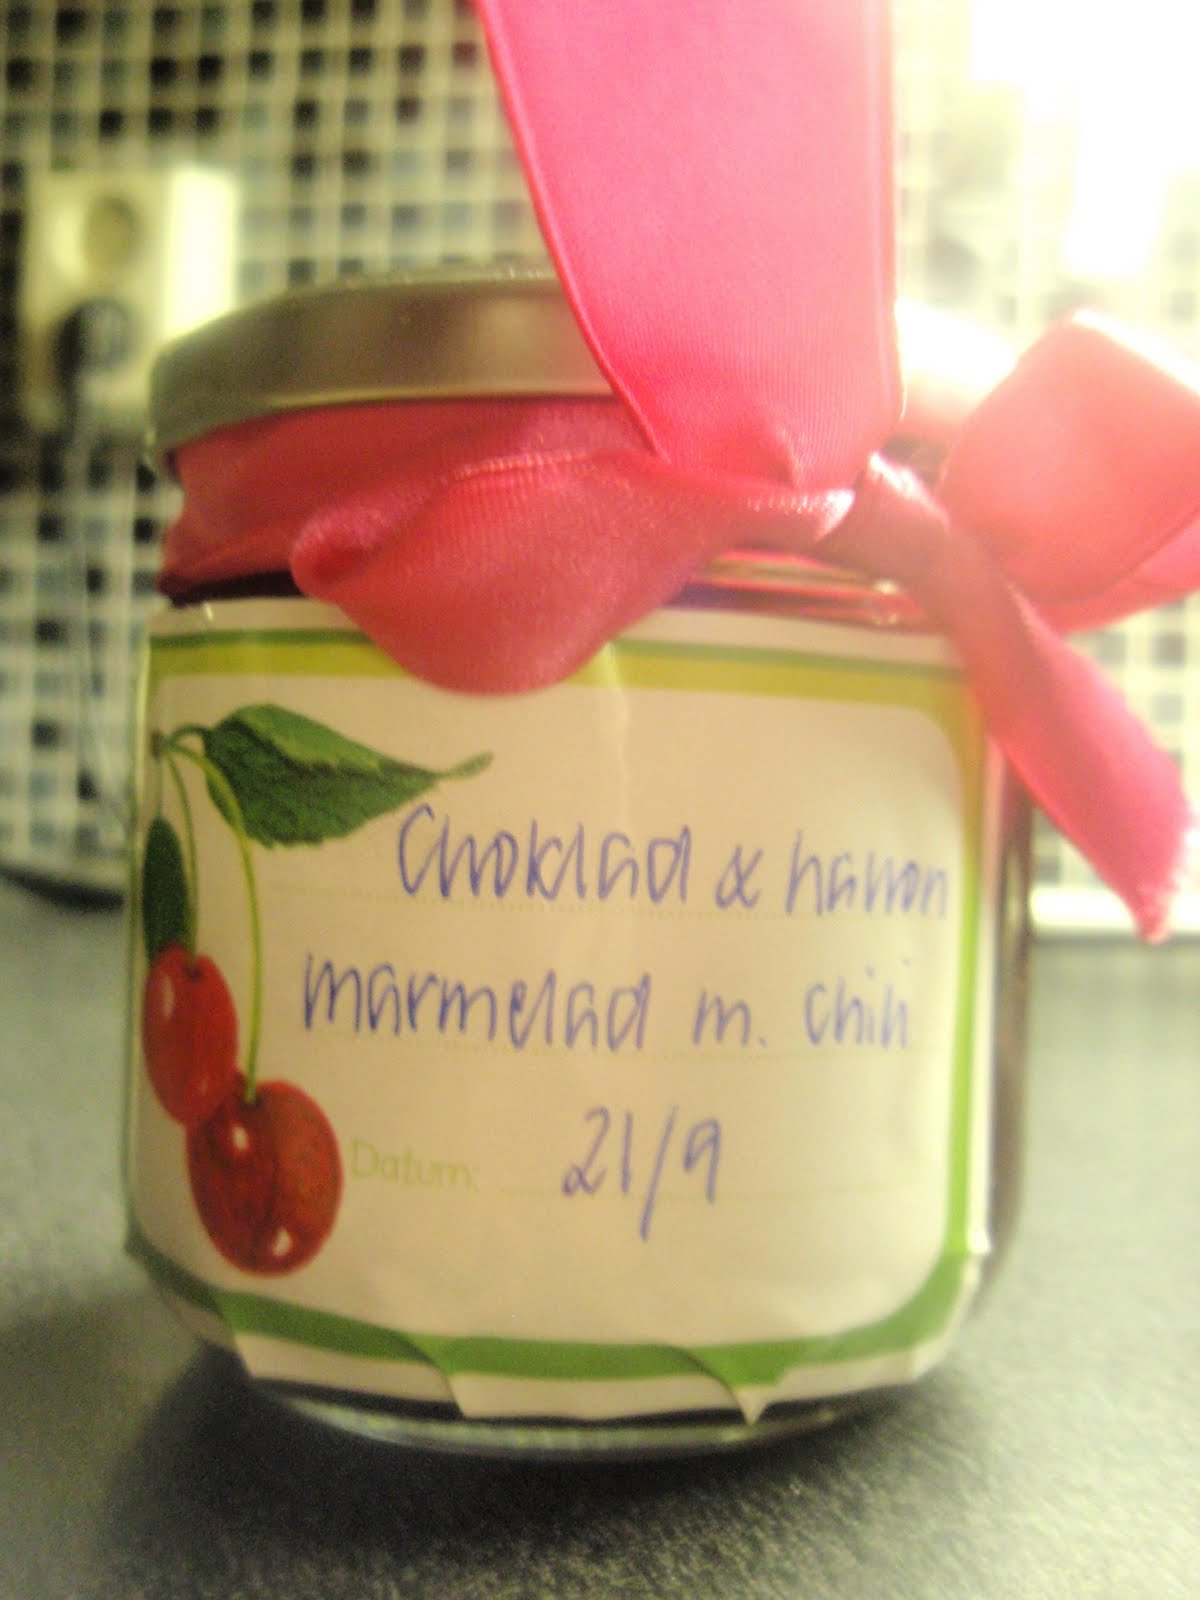 Choklad & hallon
marmelad m. chili
Datum: 21/9